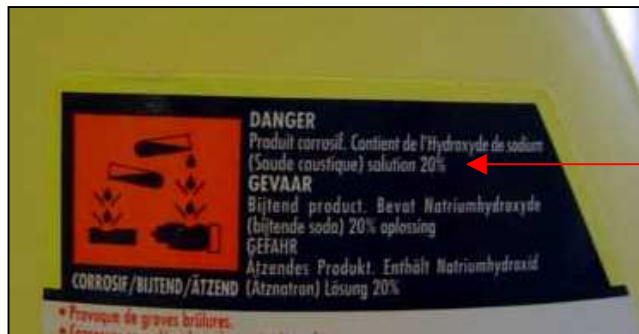 DANGER
Produit corrosif. Contient de l'Hydroxyde de sodium
(Soude caustique) solution 20%
GEVAAR
Bijtend product. Bevat Natriumhydroxyde
(bijtende soda) 20% oplossing
GEFAHR
Ätzendes Produkt. Enthält Natriumhydroxid
(Ätznatron) Lösung 20%
CORROSIF/BIJTEND/ÄTZEND
• Provoque de graves brûlures.